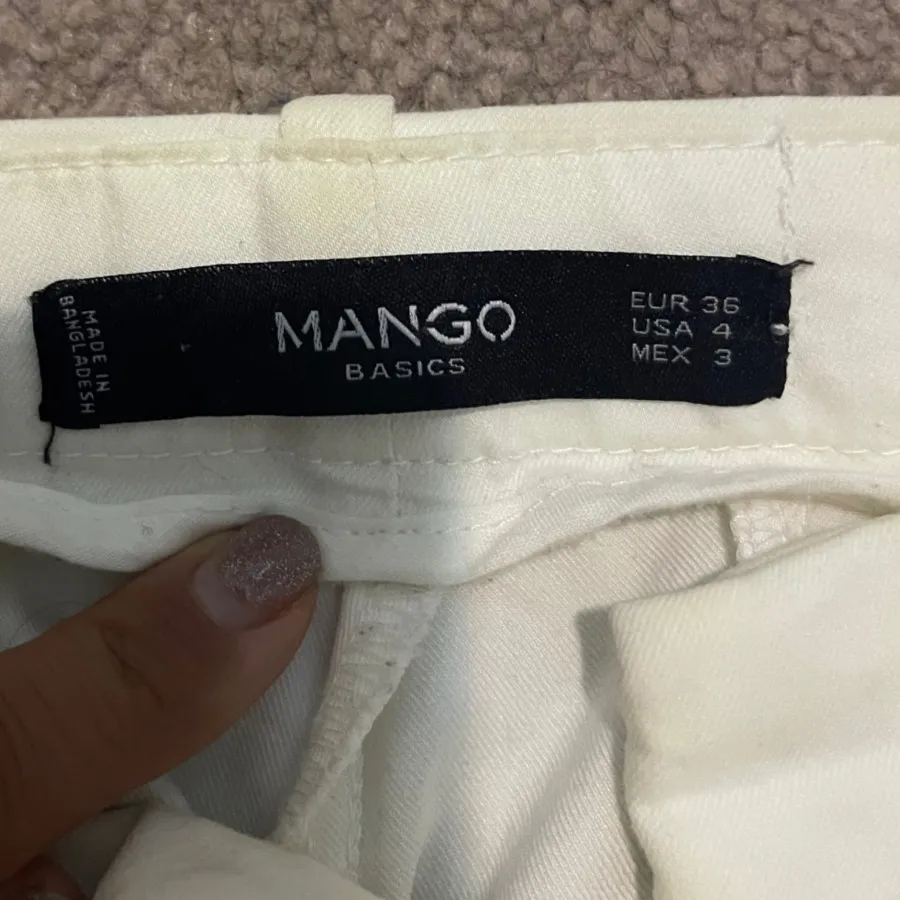 MADE IN
BANGLADESH
MANGO
BASICS
EUR 36
USA 4
MEX 3